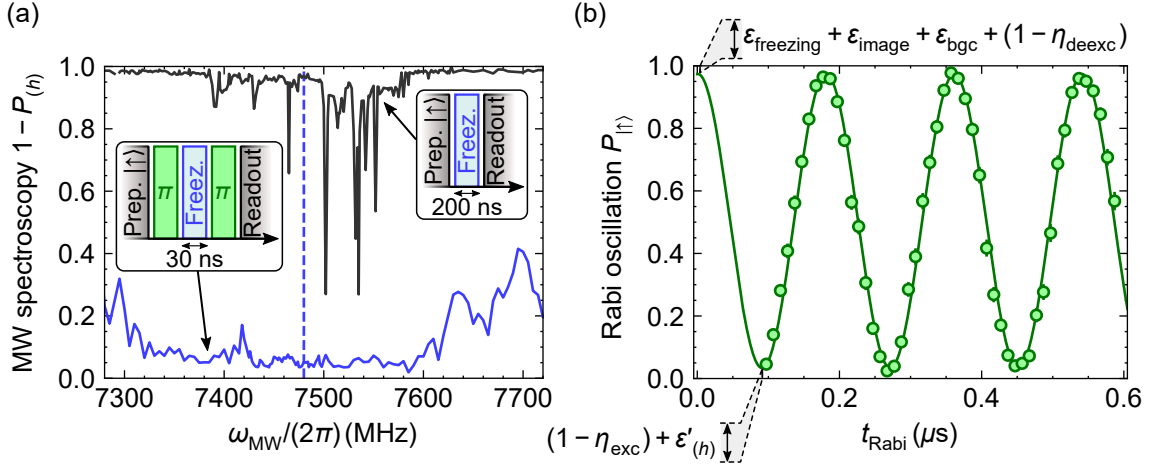 (a)
MW spectroscopy 1 − P(h)
1.0
0.8
0.6
0.4
0.2
0.0
7300
7400
7500
7600
7700
ωMW/(2π) (MHz)
Prep. |↑⟩
π
Freez.
π
Readout
30 ns
Prep. |↑⟩
Freez.
Readout
200 ns
(b)
εfreezing + εimage + εbgc + (1 − ηdeexc)
Rabi oscillation P|↑⟩
1.0
0.8
0.6
0.4
0.2
0.0
0.0
0.2
0.4
0.6
tRabi (μs)
(1 − ηexc) + ε′(h)